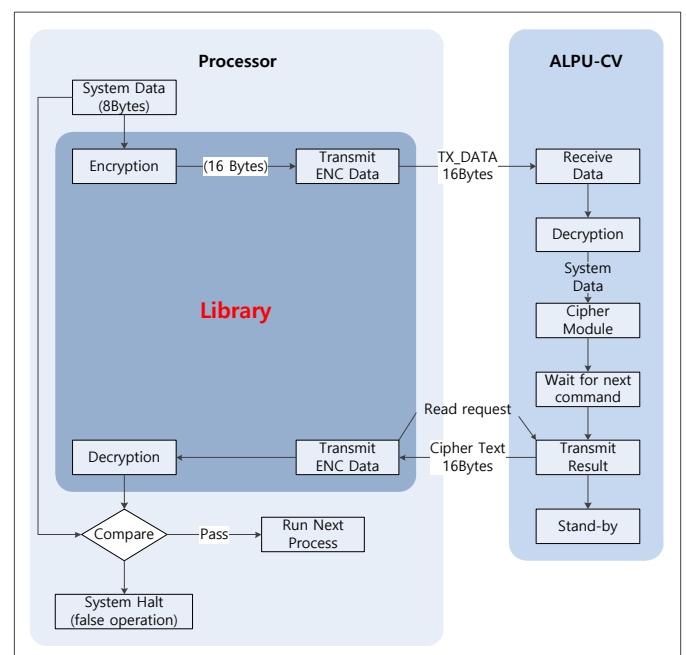 Processor
ALPU-CV
System Data
(8Bytes)
Encryption
(16 Bytes)
Transmit
ENC Data
TX_DATA
16Bytes
Receive
Data
Decryption
System
Data
Library
Cipher
Module
Wait for next
command
Read request
Decryption
Transmit
ENC Data
Cipher Text
16Bytes
Transmit
Result
Compare
Pass
Run Next
Process
Stand-by
System Halt
(false operation)